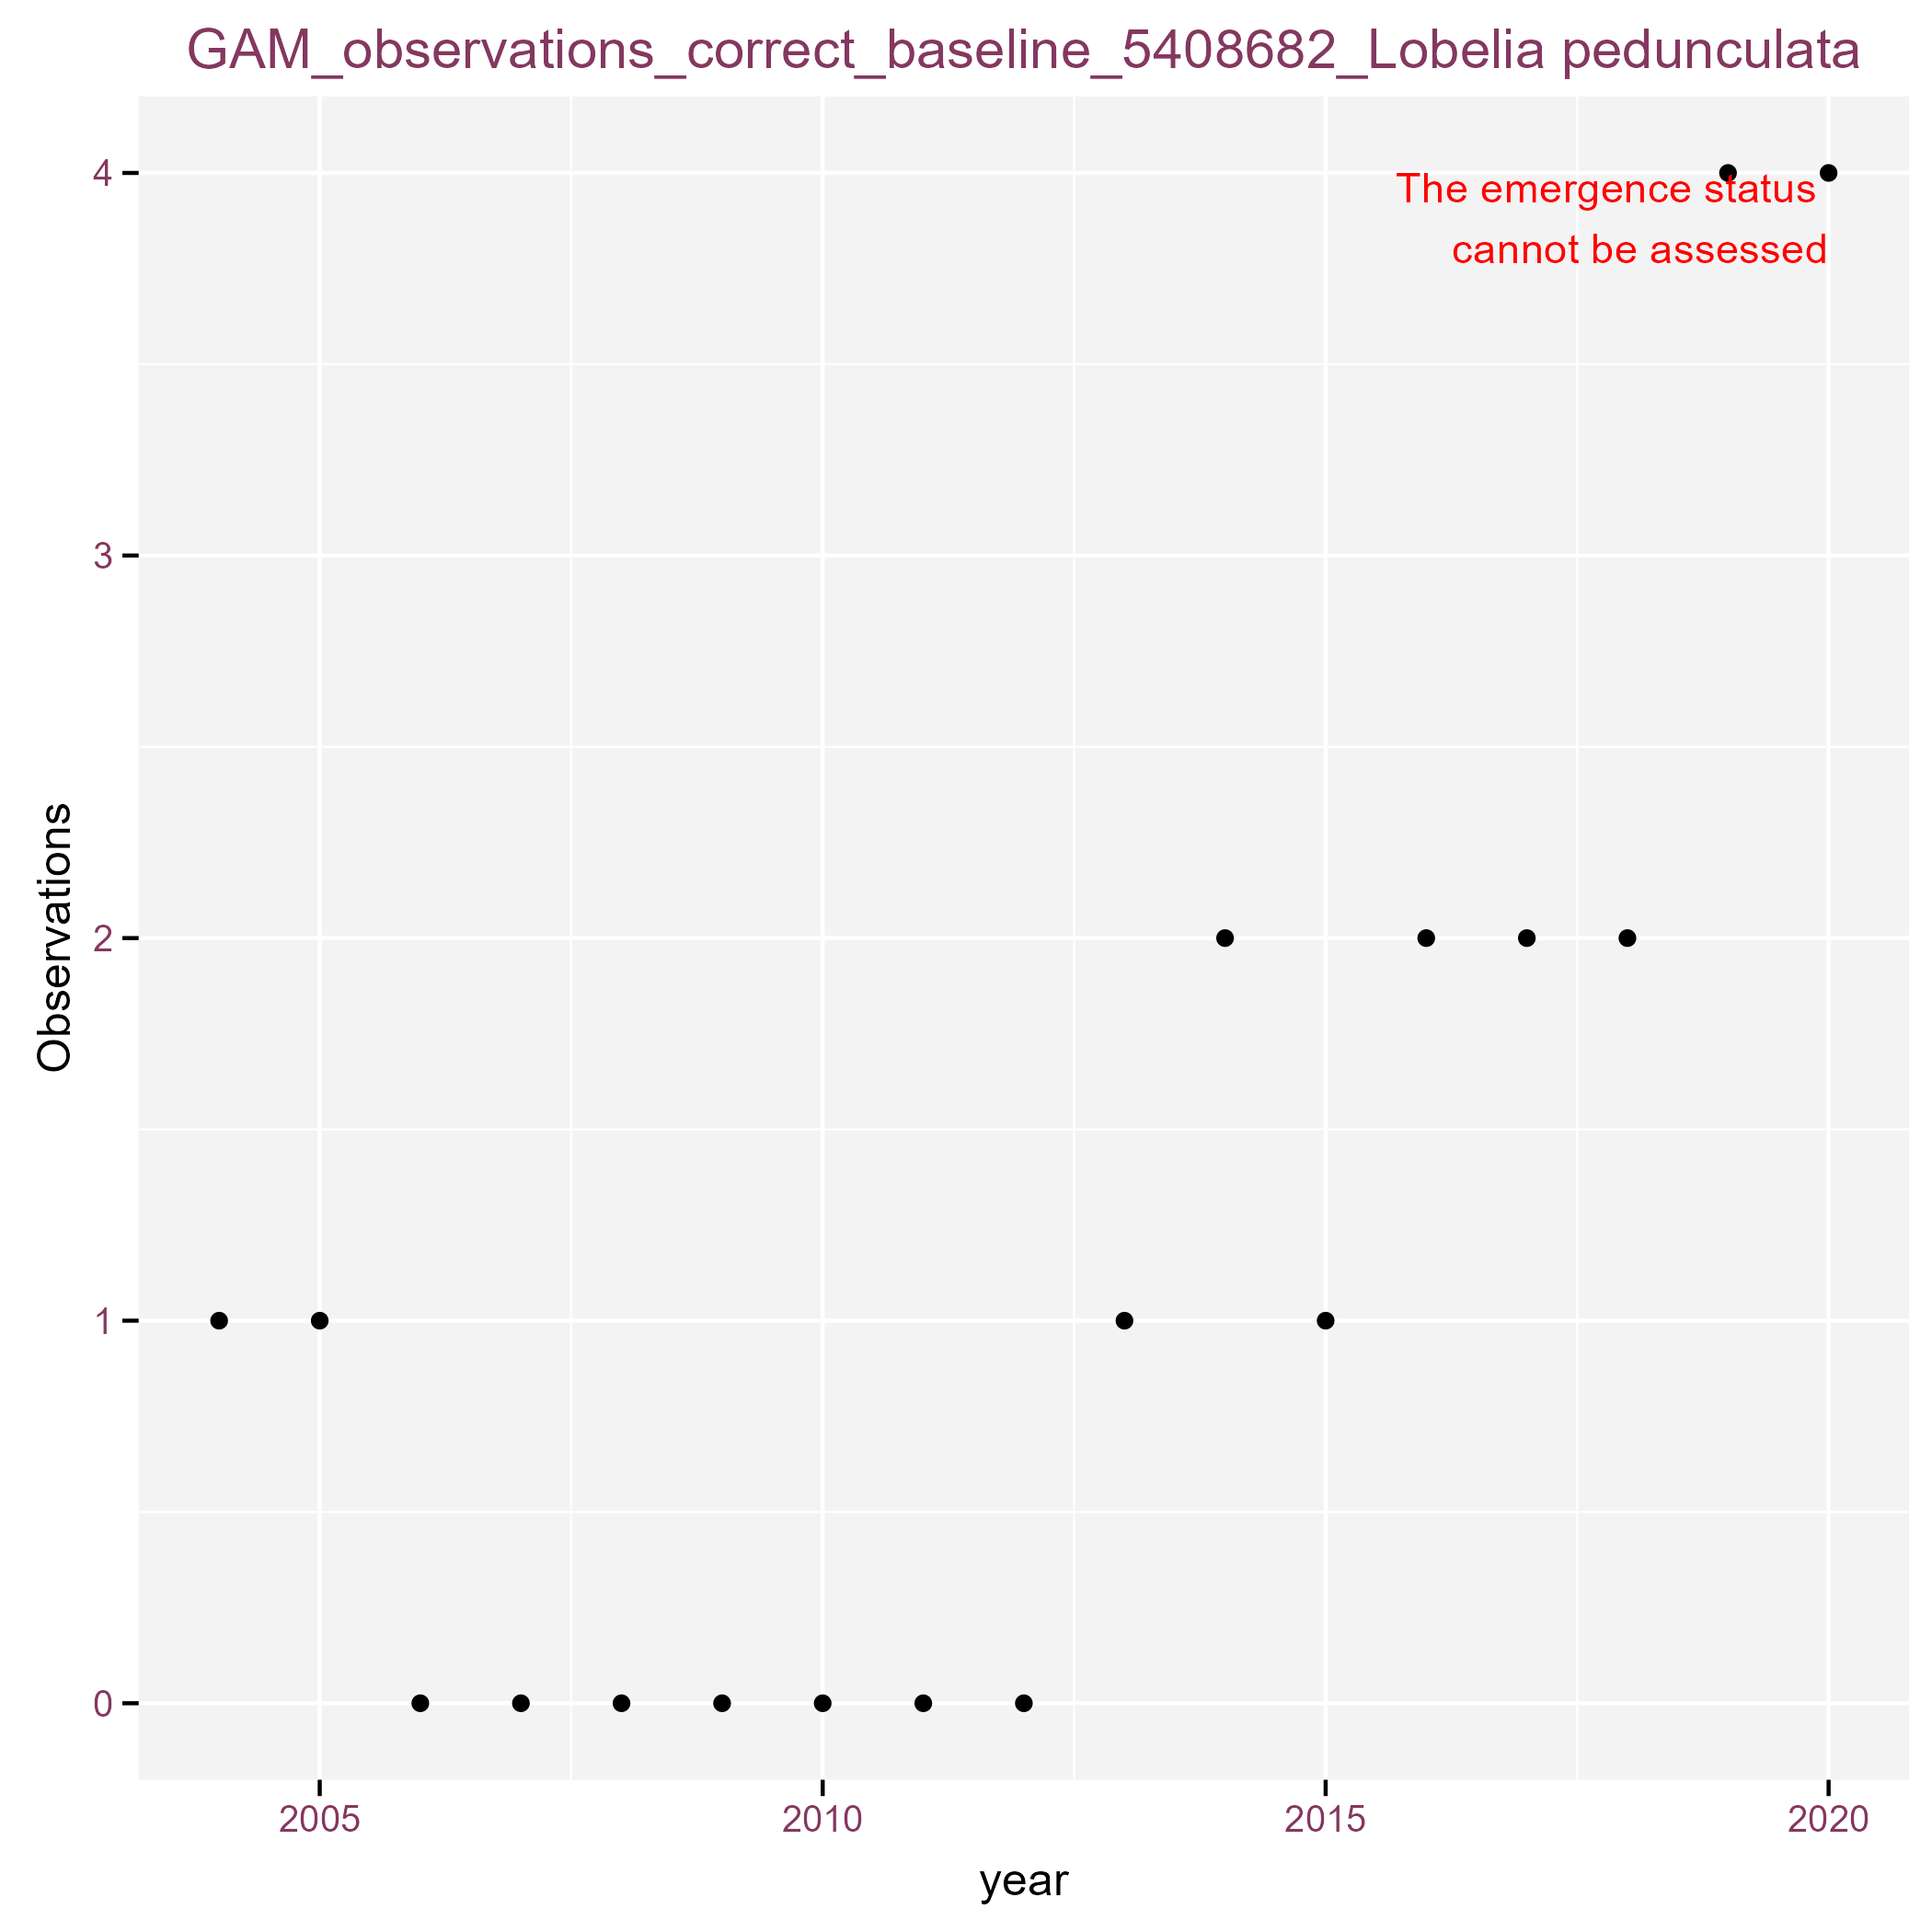 GAM_observations_correct_baseline_5408682_Lobelia pedunculata
4
The emergence status
cannot be assessed
3
2
1
0
Observations
2005
2010
2015
2020
year